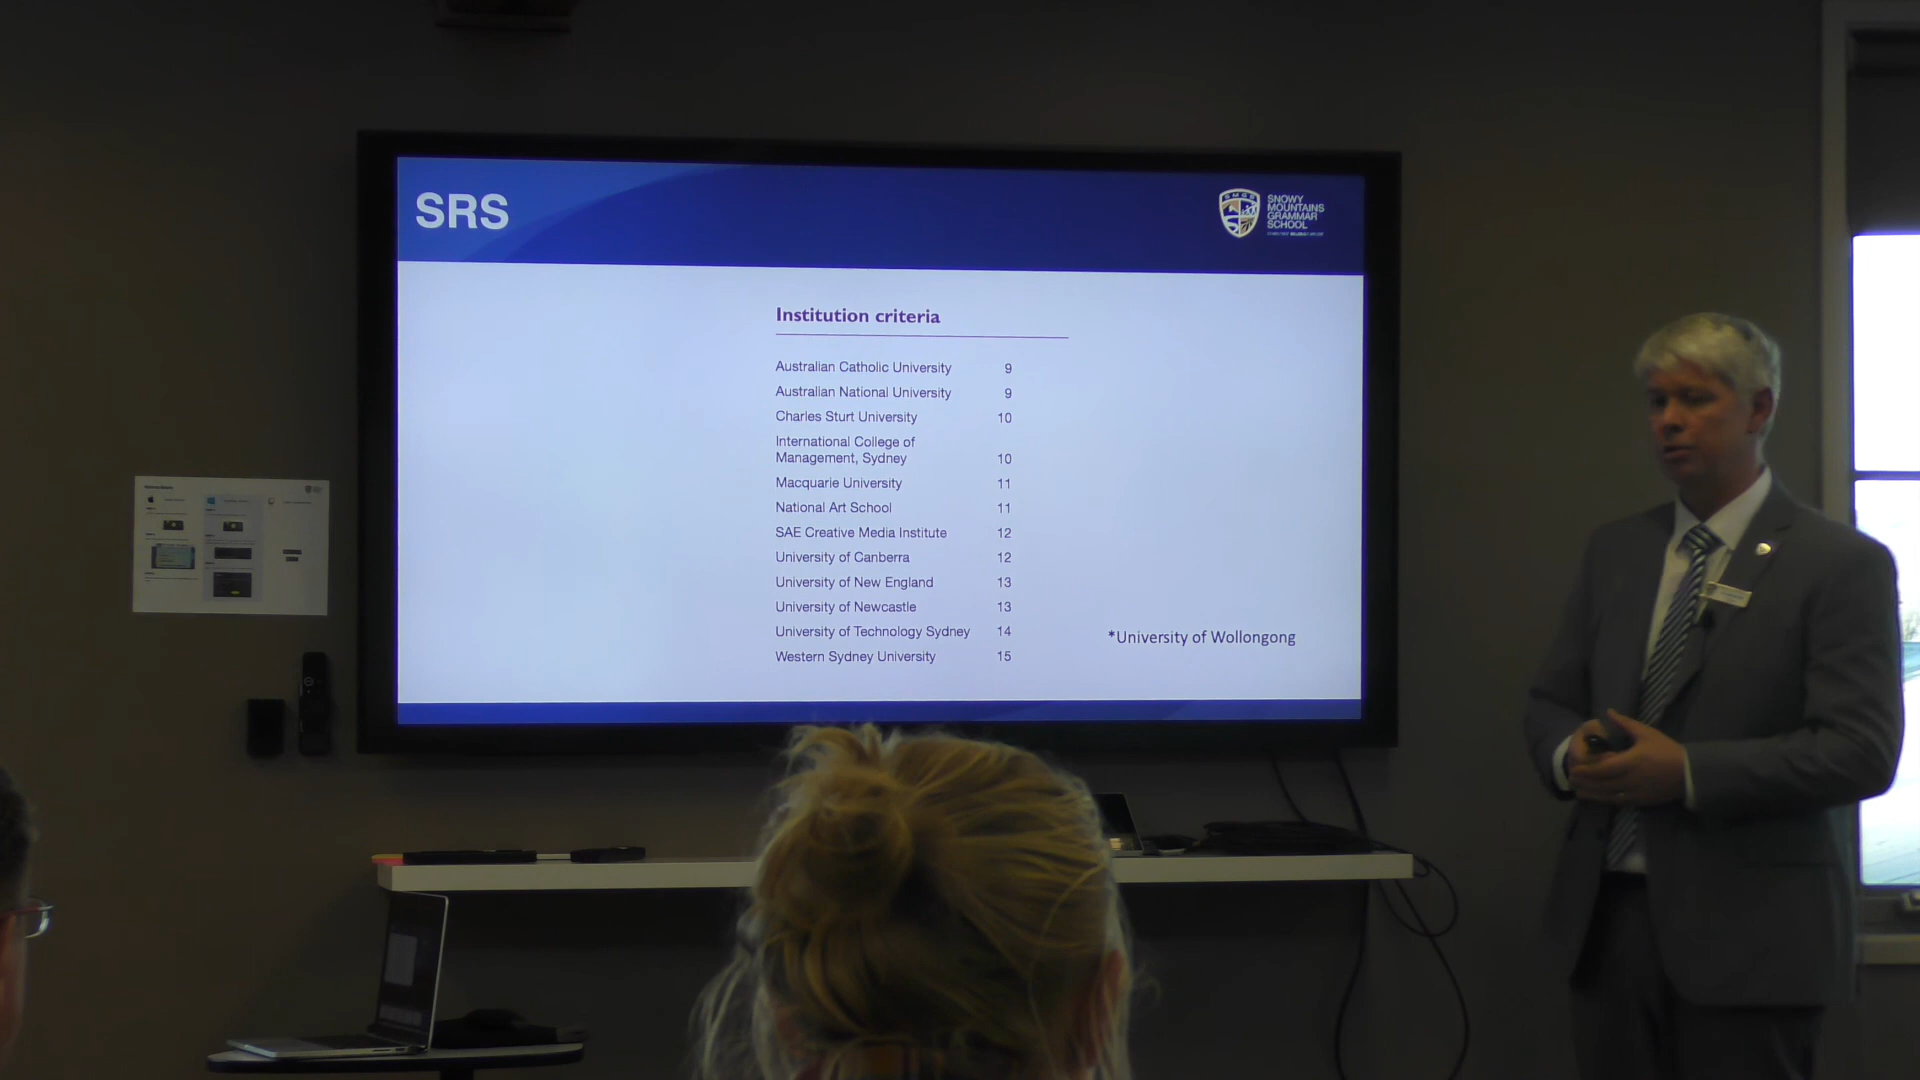 SRS
SMGS
SNOWY
MOUNTAINS
GRAMMAR
SCHOOL
Institution criteria
Australian Catholic University 9
Australian National University 9
Charles Sturt University 10
International College of
Management, Sydney 10
Macquarie University 11
National Art School 11
SAE Creative Media Institute 12
University of Canberra 12
University of New England 13
University of Newcastle 13
University of Technology Sydney 14
Western Sydney University 15
*University of Wollongong